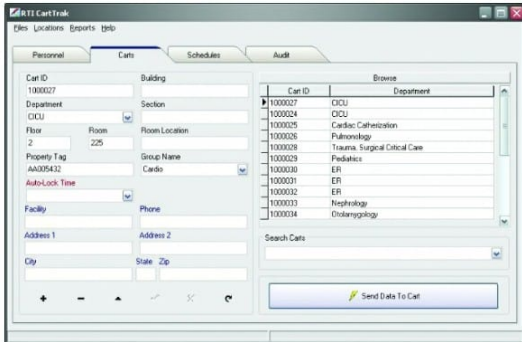 RTI CartTrak
Files Locations Reports Help
Personnel Carts Schedules Audit
Cart ID Building
1000027
Department Section
CICU
Floor Room Room Location
2 225
Property Tag Group Name
AA005432 Cardio
Auto-Lock Time
Facility Phone
Address 1 Address 2
City State Zip
Browse
Cart ID Department
1000027 CICU
1000024 CICU
1000025 Cardiac Catherization
1000026 Pulmonology
1000028 Trauma, Surgical Critical Care
1000029 Pediatrics
1000030 ER
1000031 ER
1000032 ER
1000033 Nephrology
1000034 Otolarygology
Search Carts
Send Data To Cart